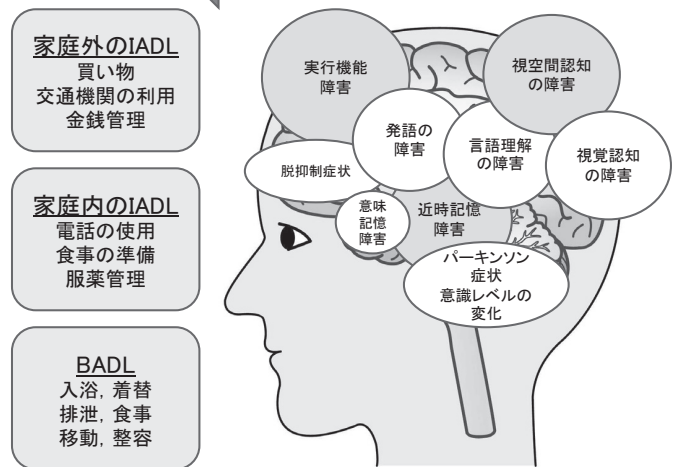 家庭外のIADL
買い物
交通機関の利用
金銭管理
家庭内のIADL
電話の使用
食事の準備
服薬管理
BADL
入浴, 着替
排泄, 食事
移動, 整容
実行機能
障害
視空間認知
の障害
発語の
障害
言語理解
の障害
視覚認知
の障害
脱抑制症状
意味
記憶
障害
近時記憶
障害
パーキンソン
症状
意識レベルの
変化